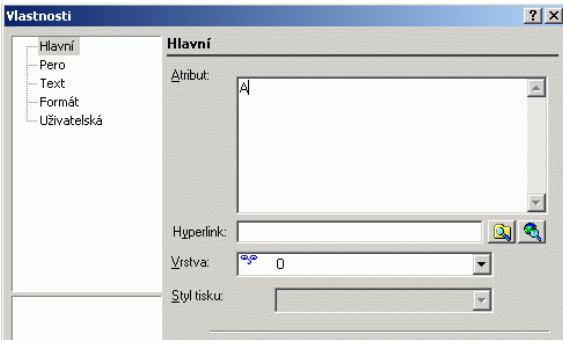 Vlastnosti
Hlavní
Pero
Text
Formát
Uživatelská
Hlavní
Atribut:
A
Hyperlink:
Vrstva:
0
Styl tisku: